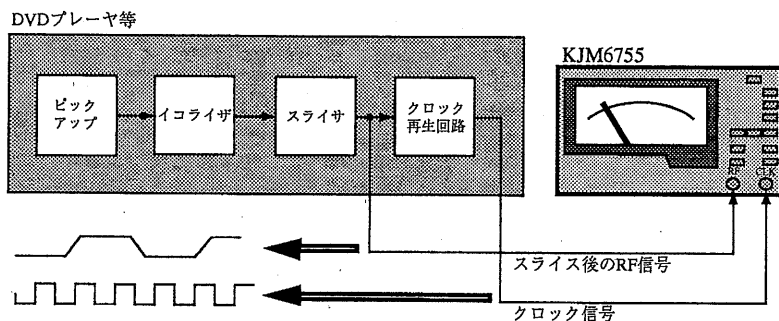 DVDプレーヤ等
KJM6755
ピック
アップ
イコライザ
スライサ
クロック
再生回路
RF
CLK
スライス後のRF信号
クロック信号